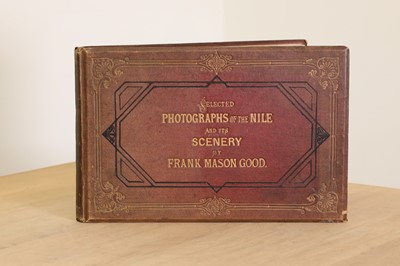 SELECTED
PHOTOGRAPHS OF THE NILE
AND ITS
SCENERY
BY
FRANK MASON GOOD.